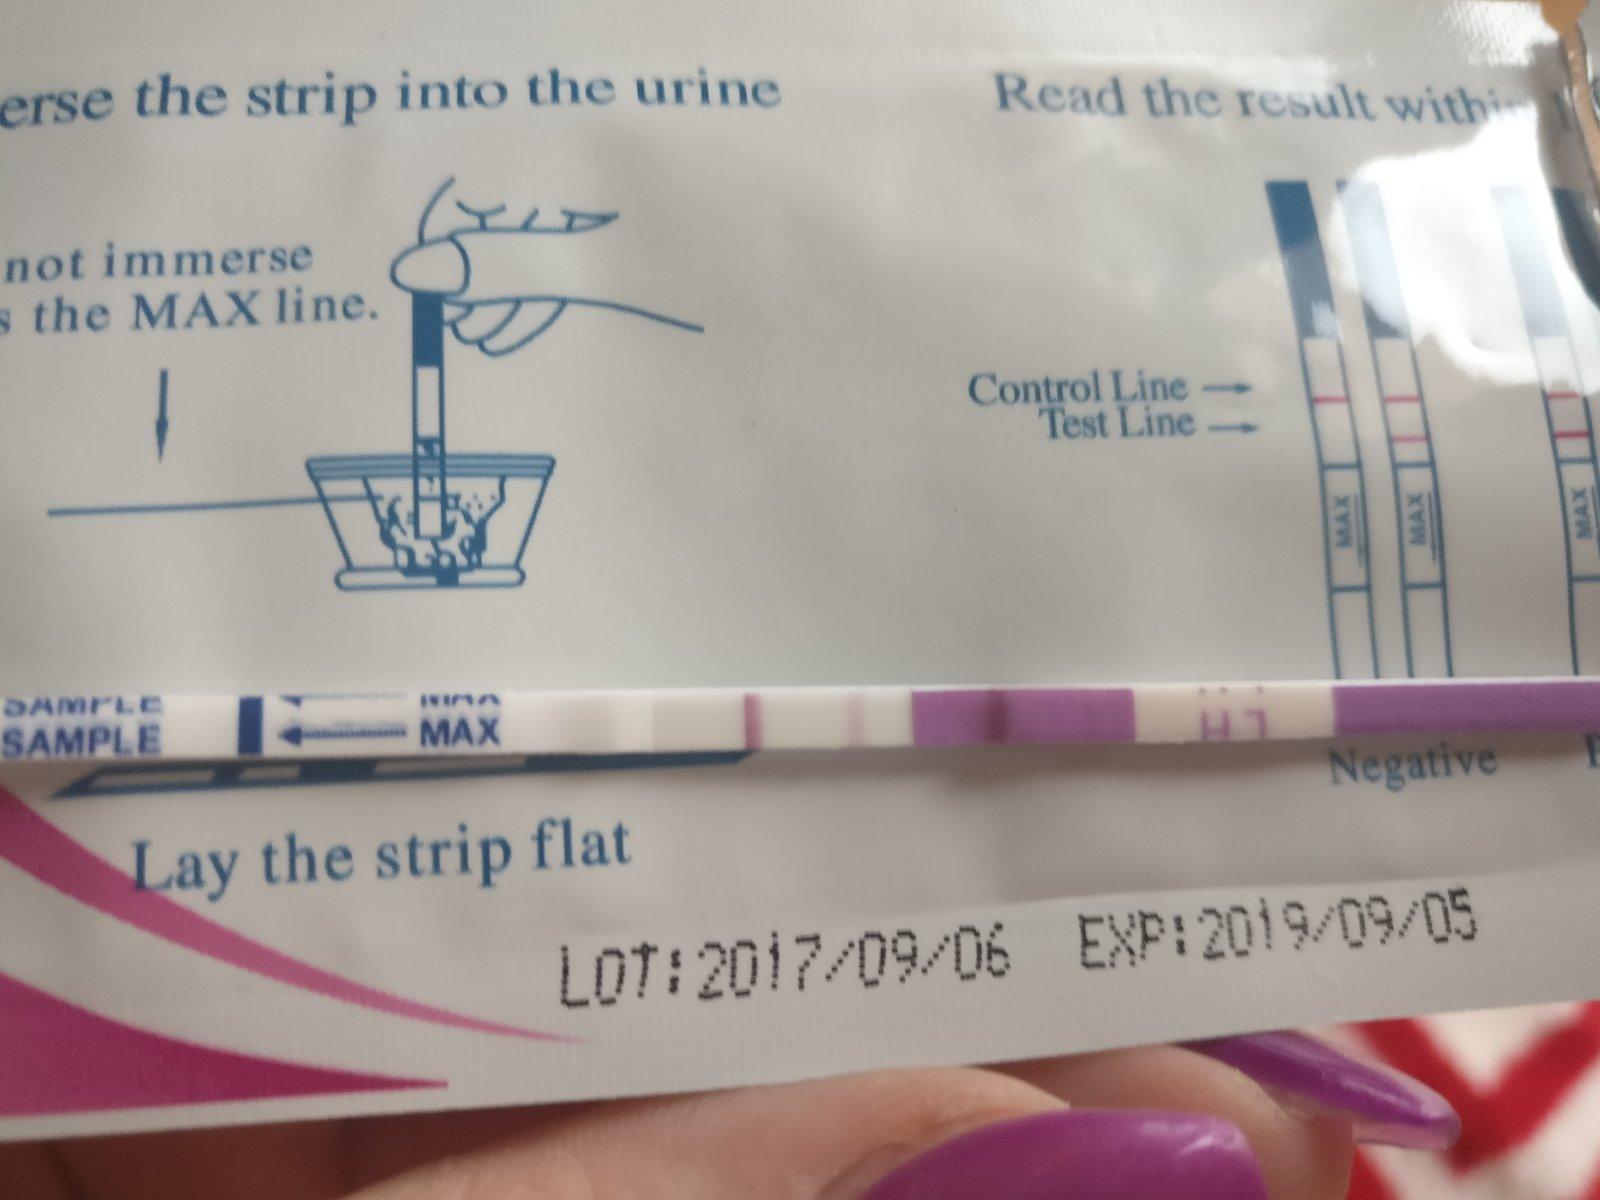 erse the strip into the urine
Read the result within
not immerse
s the MAX line.
Control Line
Test Line
MAX
MAX
MAX
SAMPLE
MAX
SAMPLE
MAX
Negative
Lay the strip flat
LOT:2017/09/06 EXP:2019/09/05